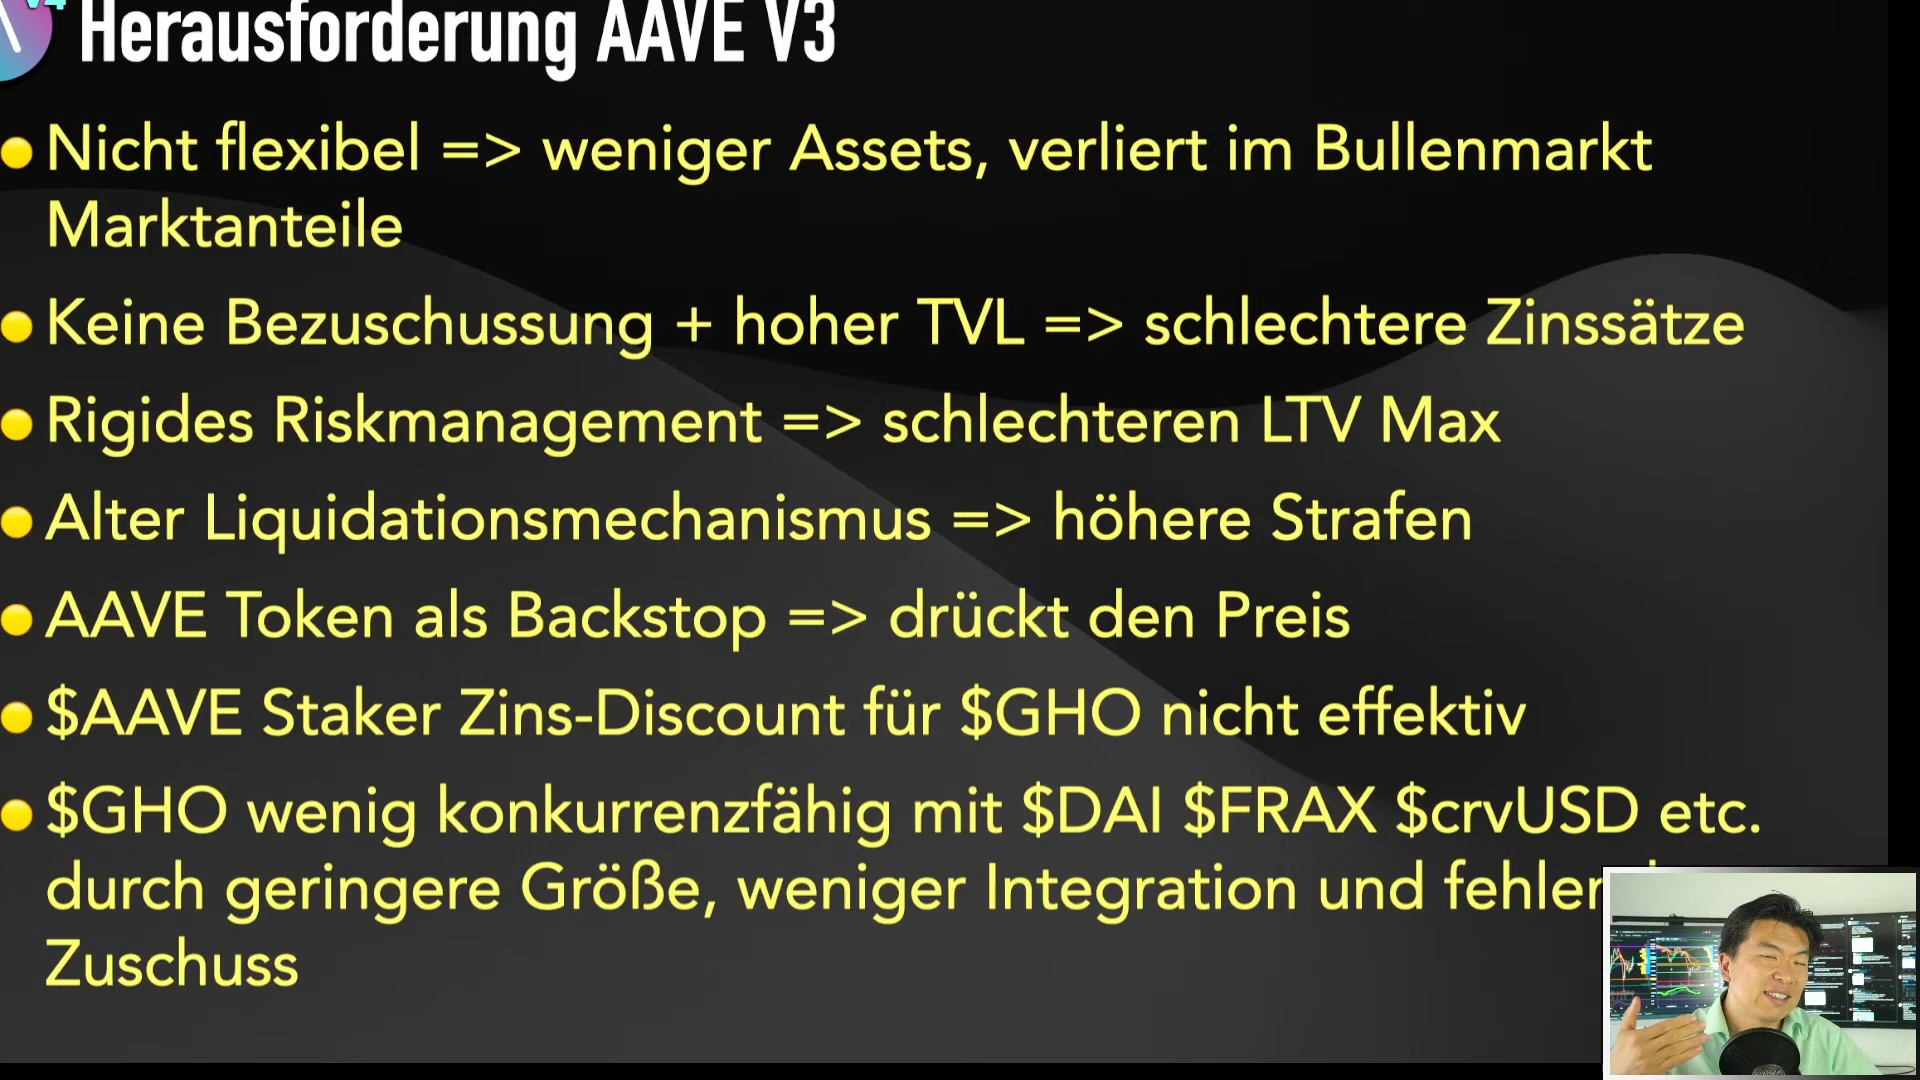 V4
Herausforderung AAVE V3
Nicht flexibel => weniger Assets, verliert im Bullenmarkt
Marktanteile
Keine Bezuschussung + hoher TVL => schlechtere Zinssätze
Rigides Riskmanagement => schlechteren LTV Max
Alter Liquidationsmechanismus => höhere Strafen
AAVE Token als Backstop => drückt den Preis
$AAVE Staker Zins-Discount für $GHO nicht effektiv
$GHO wenig konkurrenzfähig mit $DAI $FRAX $crvUSD etc.
durch geringere Größe, weniger Integration und
Zuschuss